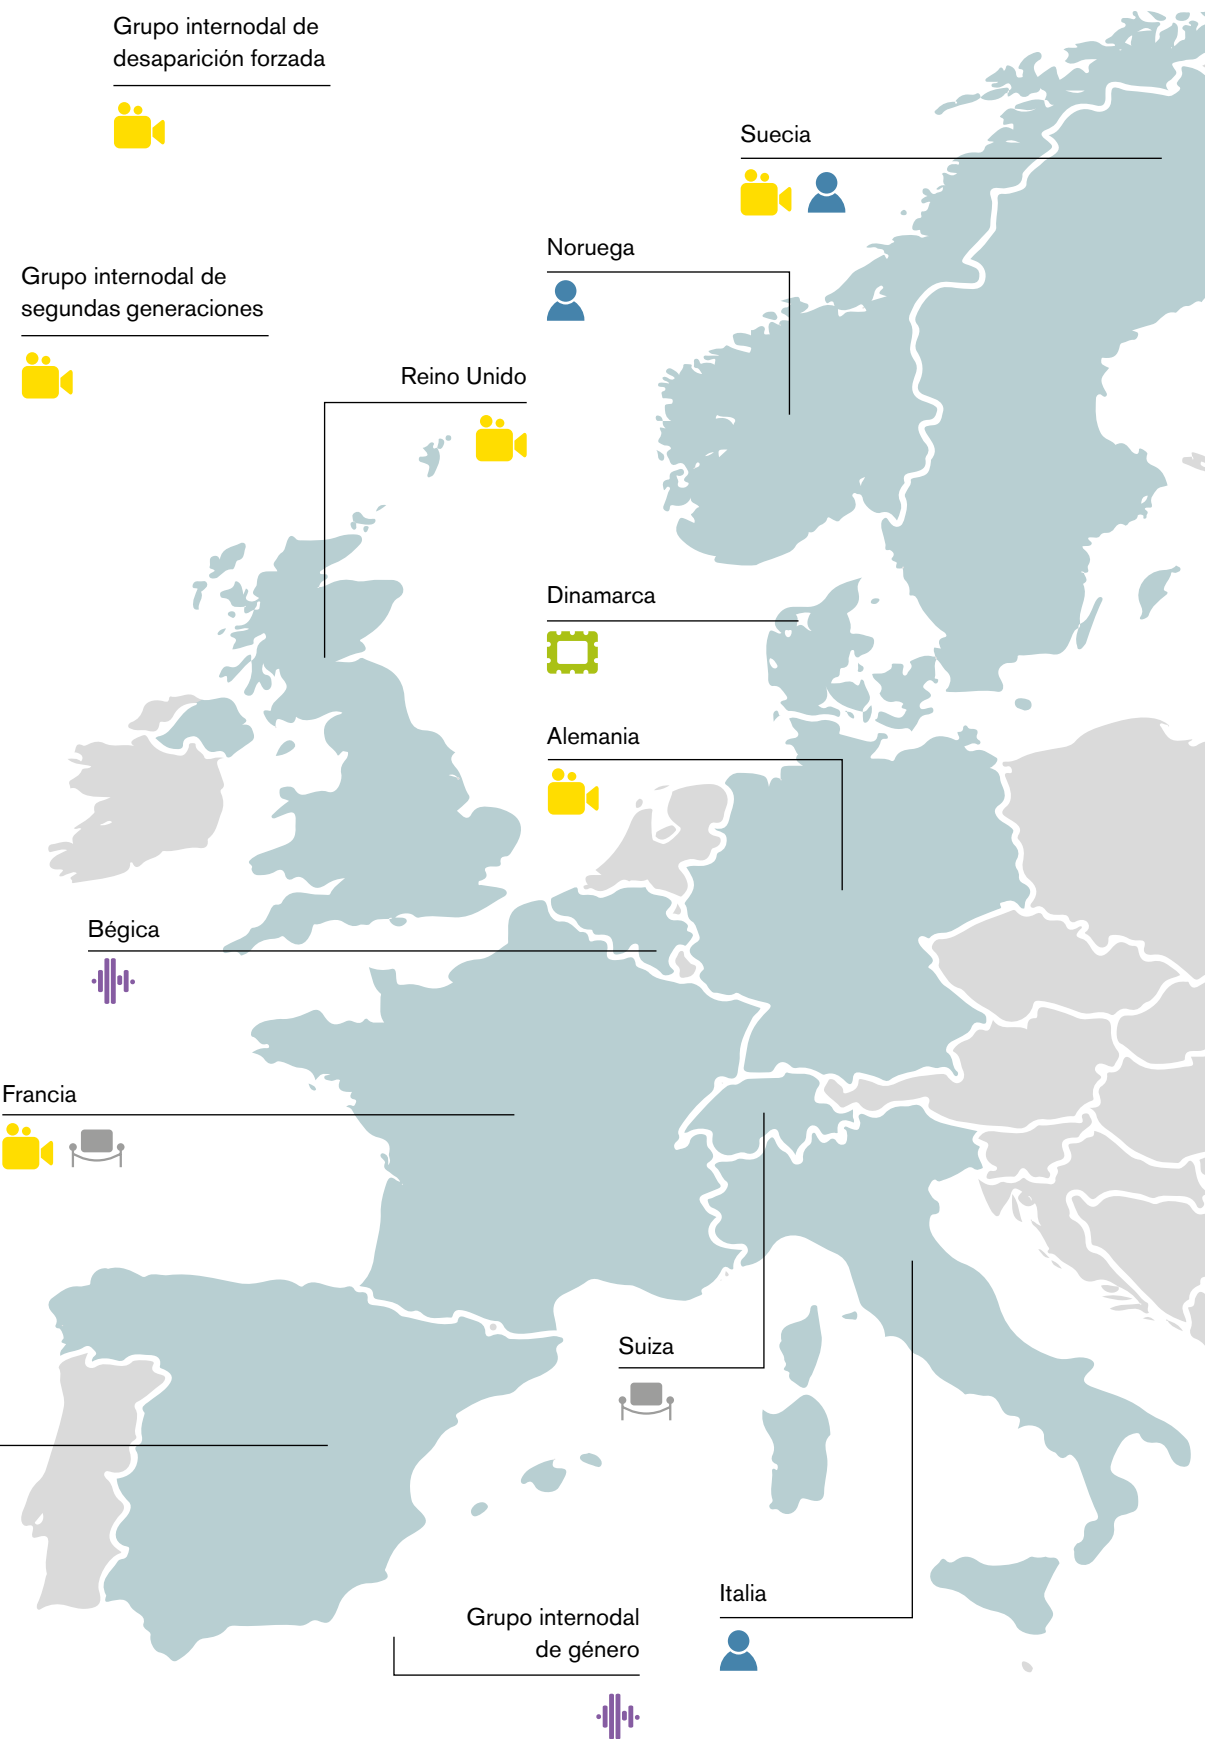 Grupo internodal de
desaparición forzada
Suecia
Noruega
Grupo internodal de
segundas generaciones
Reino Unido
Dinamarca
Alemania
Bégica
Francia
Suiza
Italia
Grupo internodal
de género